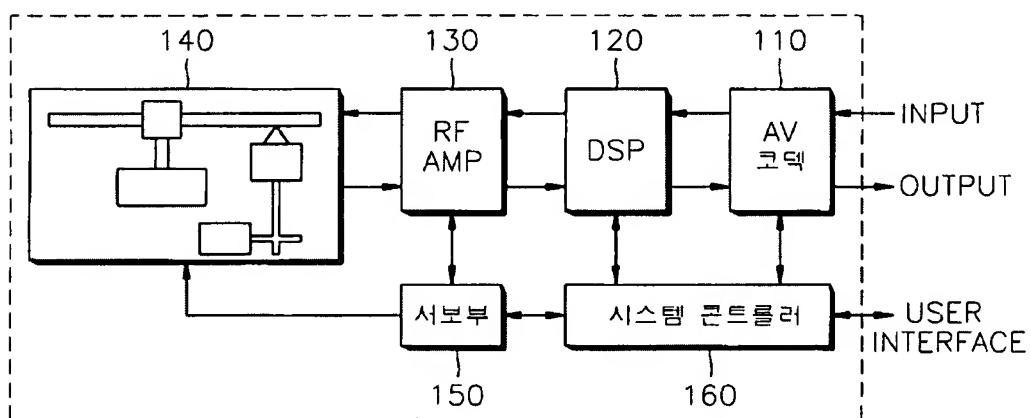 140
130
120
110
RF
AMP
DSP
AV
코덱
INPUT
OUTPUT
서보부
시스템 콘트롤러
USER
INTERFACE
150
160